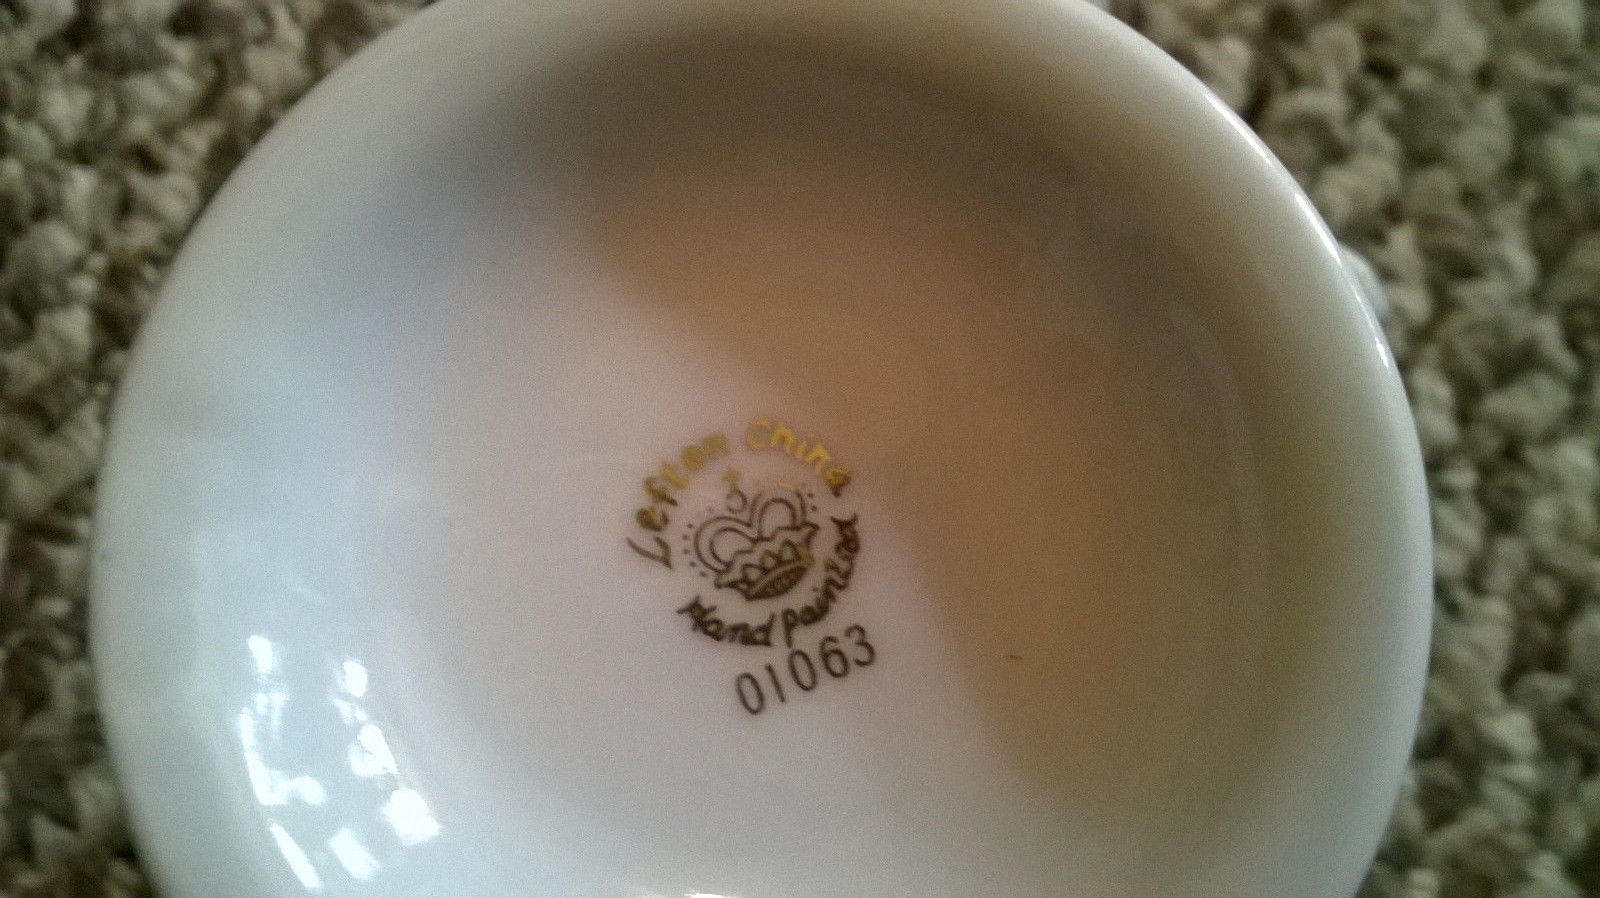 Lefton China
Hand Painted
01063